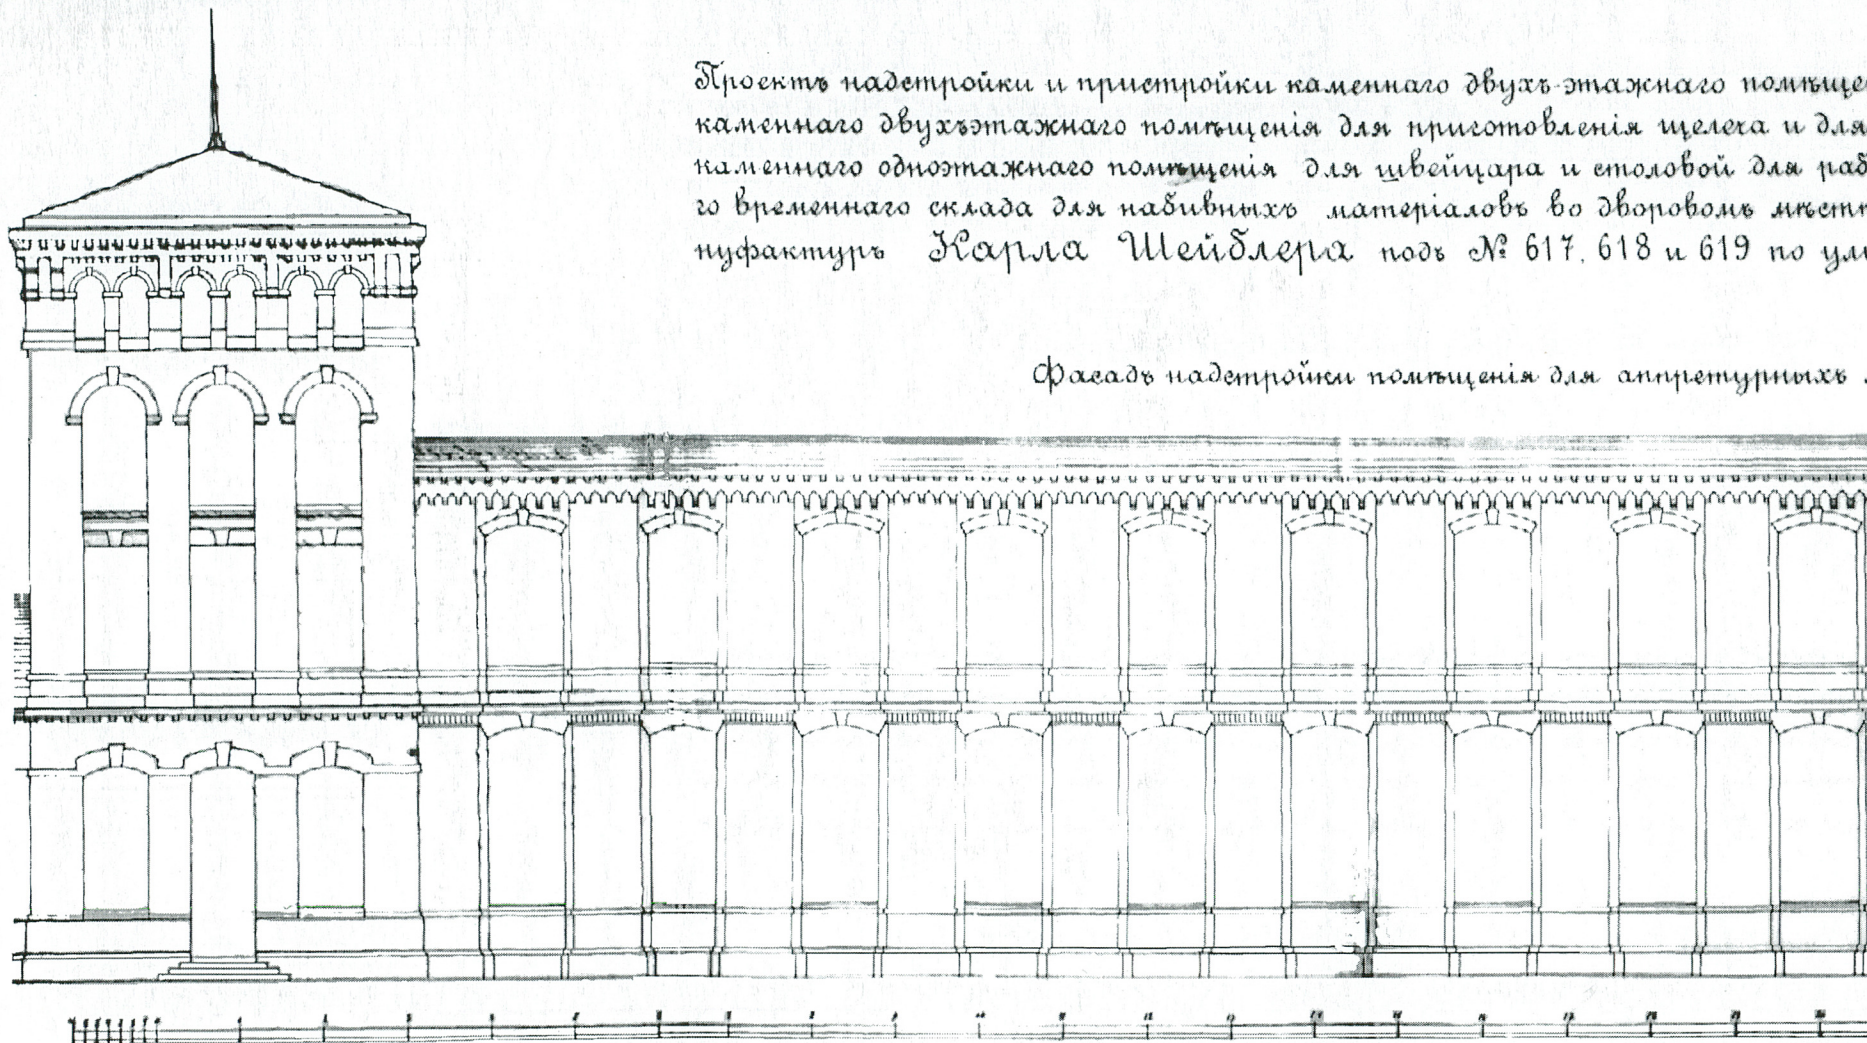 Проектъ надстройки и пристройки каменнаго двухъ-этажнаго помѣще
каменнаго двухъэтажнаго помѣщенія для приготовленія щелеха и для
каменнаго одноэтажнаго помѣщенія для швейцара и столовой для раб
го временнаго склада для набивныхъ матеріаловъ во дворовомъ мѣст
нуфактуръ Карла Шейблера подъ № 617, 618 и 619 по ули
Фасадъ надстройки помѣщенія для аппретурныхъ